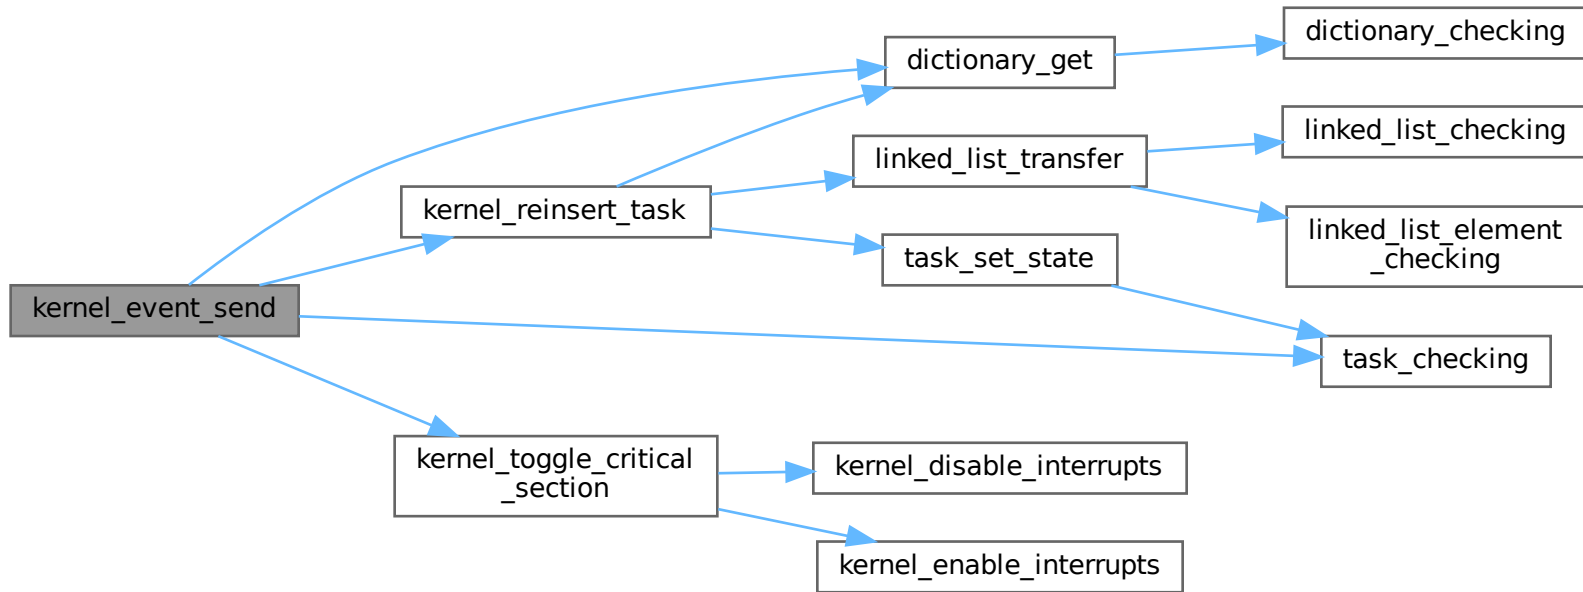 dictionary_checking
dictionary_get
linked_list_checking
linked_list_transfer
kernel_reinsert_task
linked_list_element
_checking
task_set_state
kernel_event_send
task_checking
kernel_toggle_critical
_section
kernel_disable_interrupts
kernel_enable_interrupts